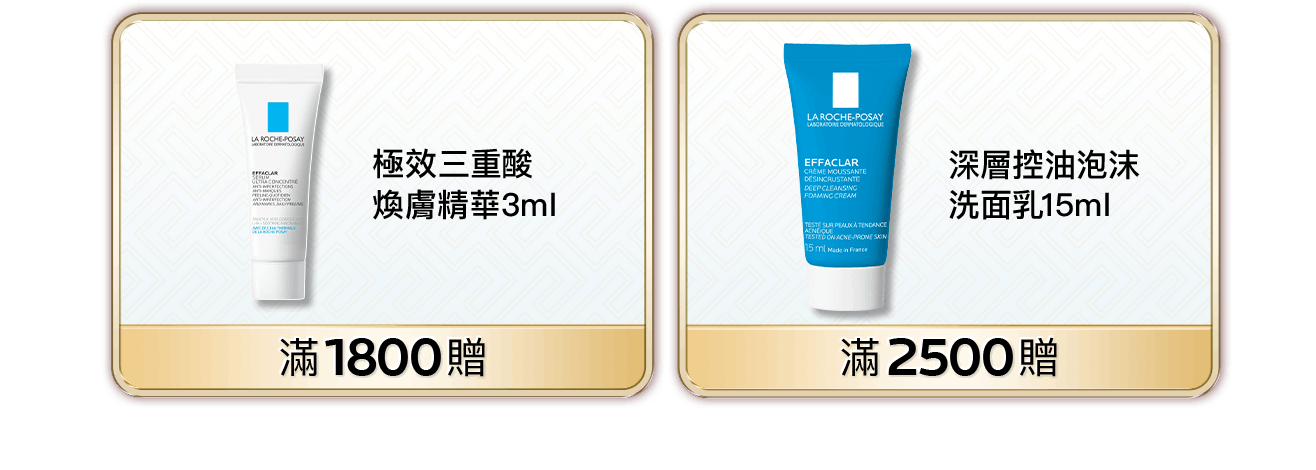 LA ROCHE-POSAY
LABORATOIRE DERMATOLOGIQUE
EFFACLAR
SERUM
ULTRA CONCENTRÉ
極效三重酸
煥膚精華3ml
滿1800贈
LA ROCHE-POSAY
LABORATOIRE DERMATOLOGIQUE
EFFACLAR
CRÈME MOUSSANTE
DÉSINCRUSTANTE
DEEP CLEANSING
FOAMING CREAM
TESTÉ SUR PEAUX À TENDANCE
ACNÉIQUE
TESTED ON ACNE-PRONE SKIN
15 ml Made in France
深層控油泡沫
洗面乳15ml
滿2500贈